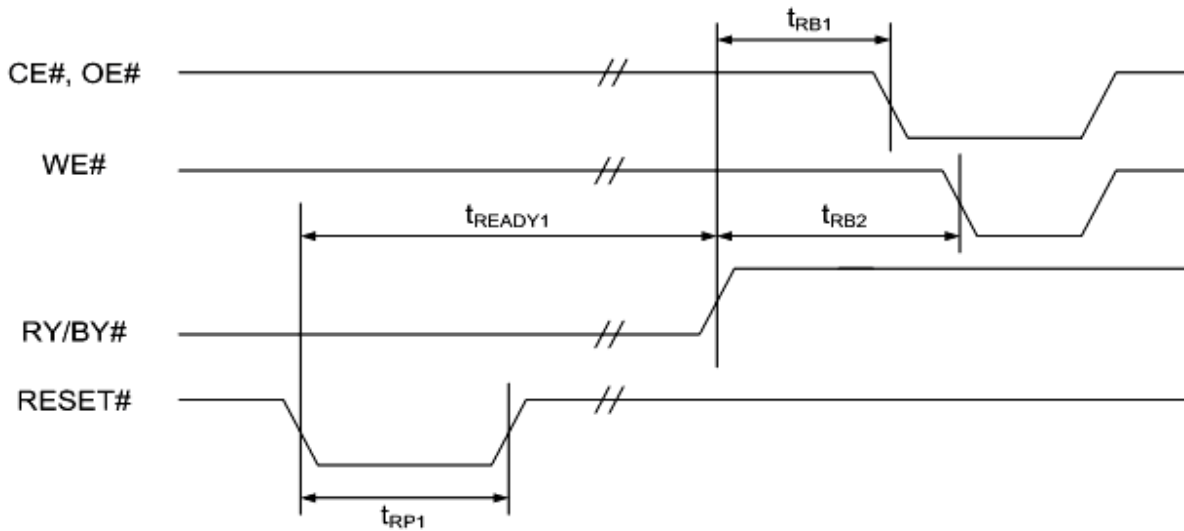 tRB1
CE#, OE#
WE#
tREADY1
tRB2
RY/BY#
RESET#
tRP1